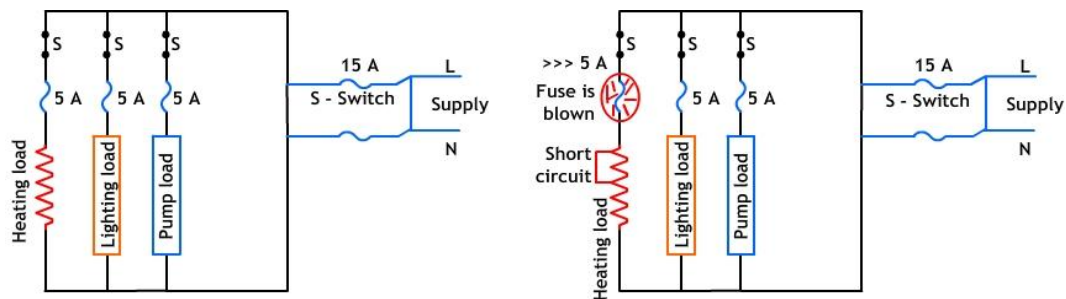 S
S
S
5 A
5 A
5 A
Heating load
Lighting load
Pump load
15 A
S - Switch
L
Supply
N
>>> 5 A
Fuse is
blown
S
S
S
5 A
5 A
Short
circuit
Heating load
Lighting load
Pump load
15 A
S - Switch
L
Supply
N